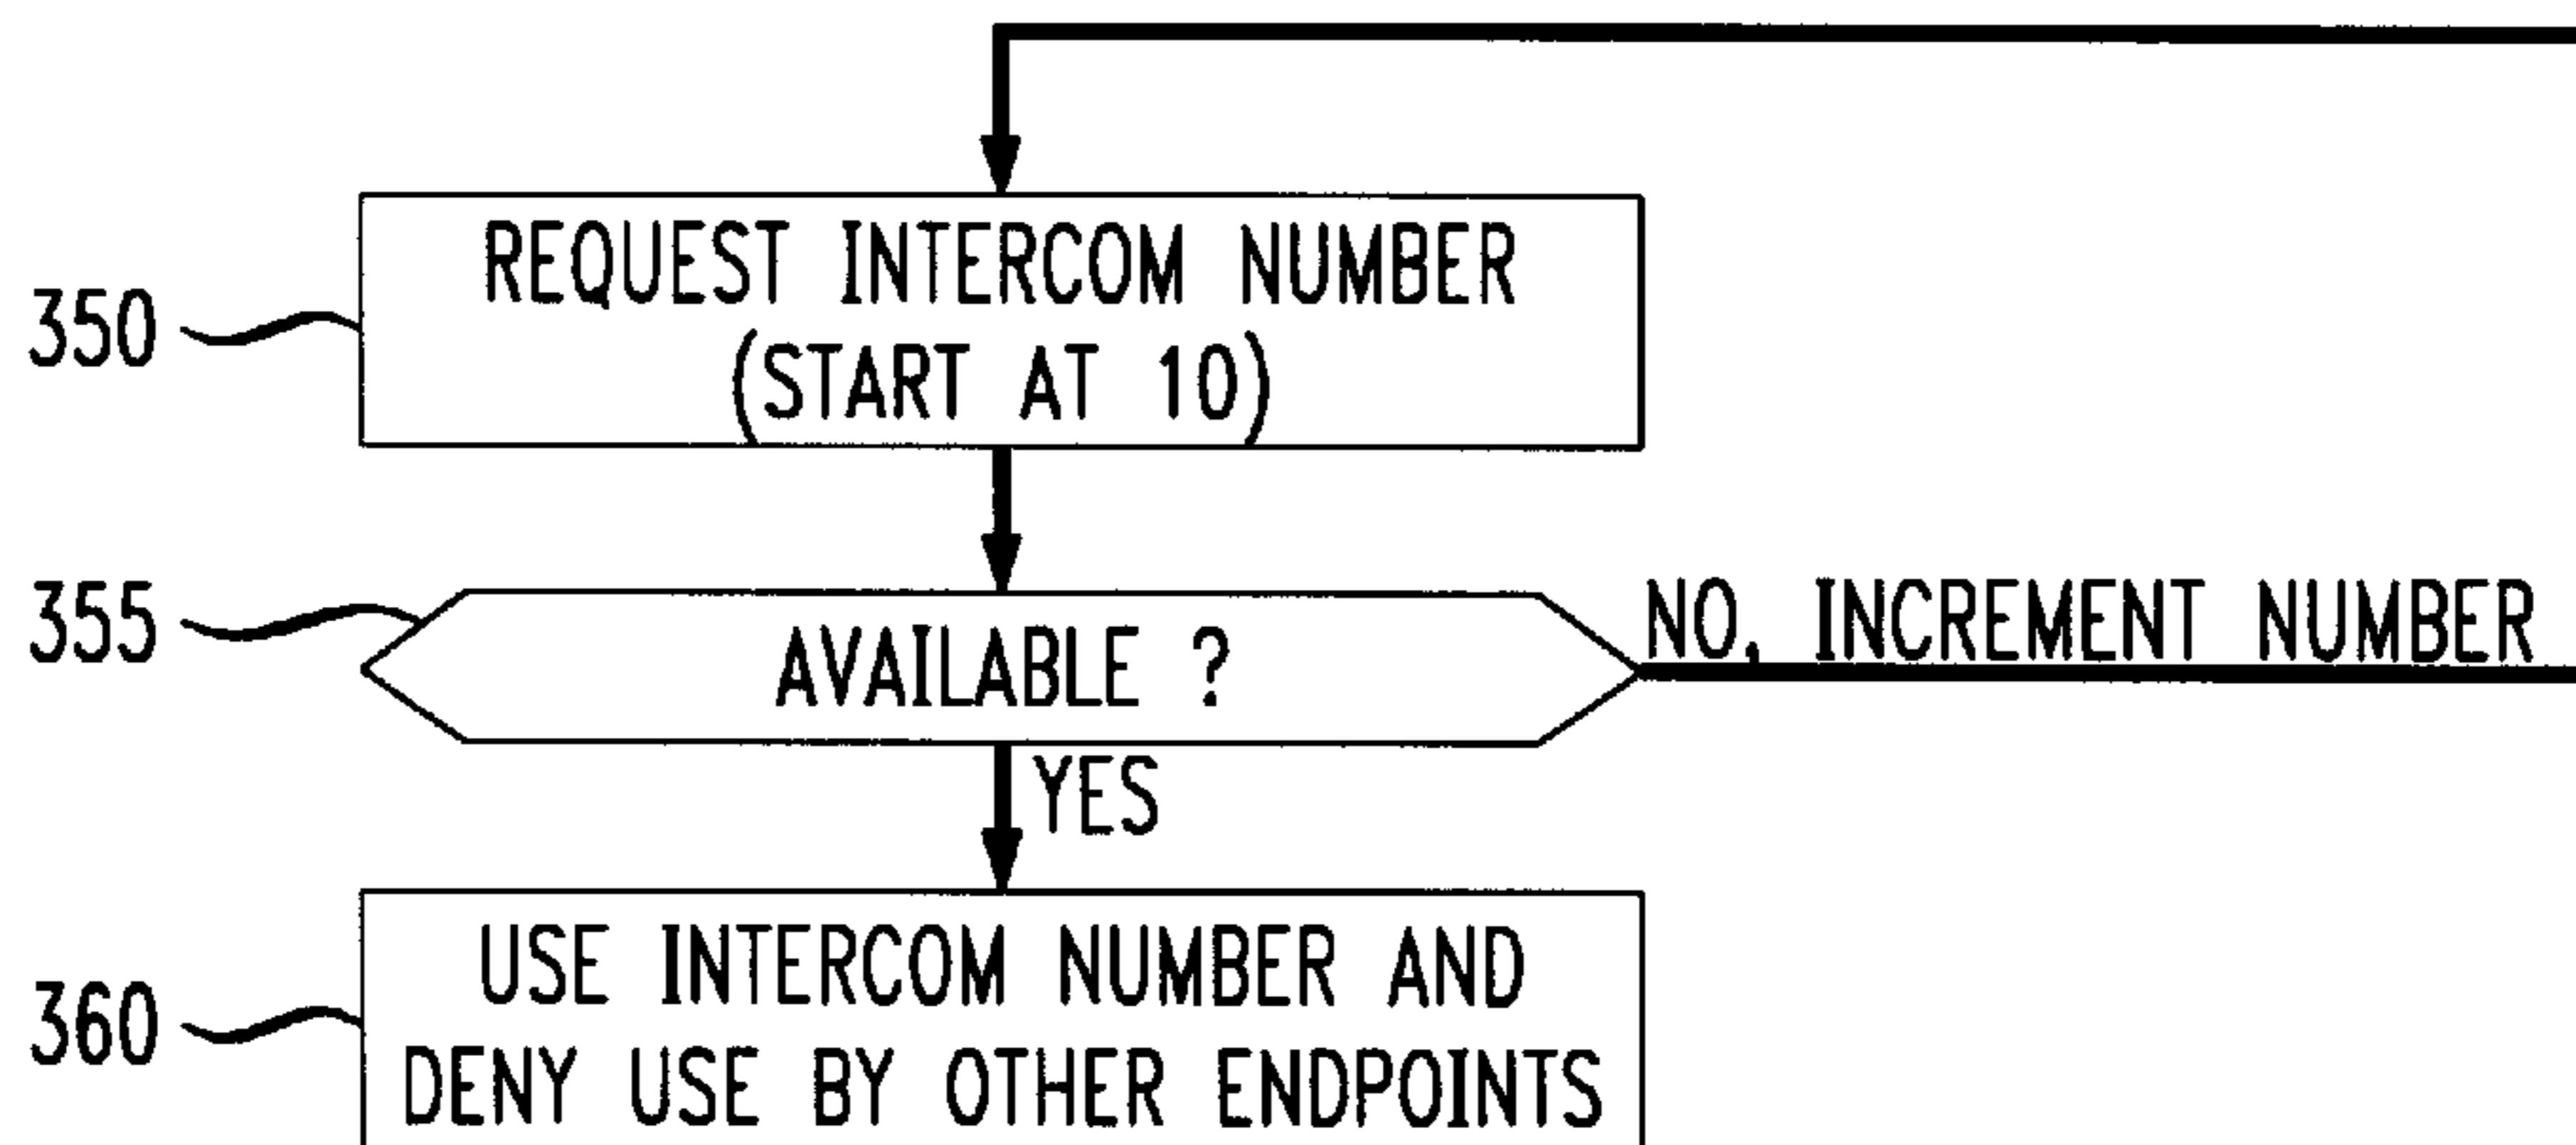 350
REQUEST INTERCOM NUMBER
(START AT 10)
355
AVAILABLE ?
NO, INCREMENT NUMBER
YES
360
USE INTERCOM NUMBER AND
DENY USE BY OTHER ENDPOINTS